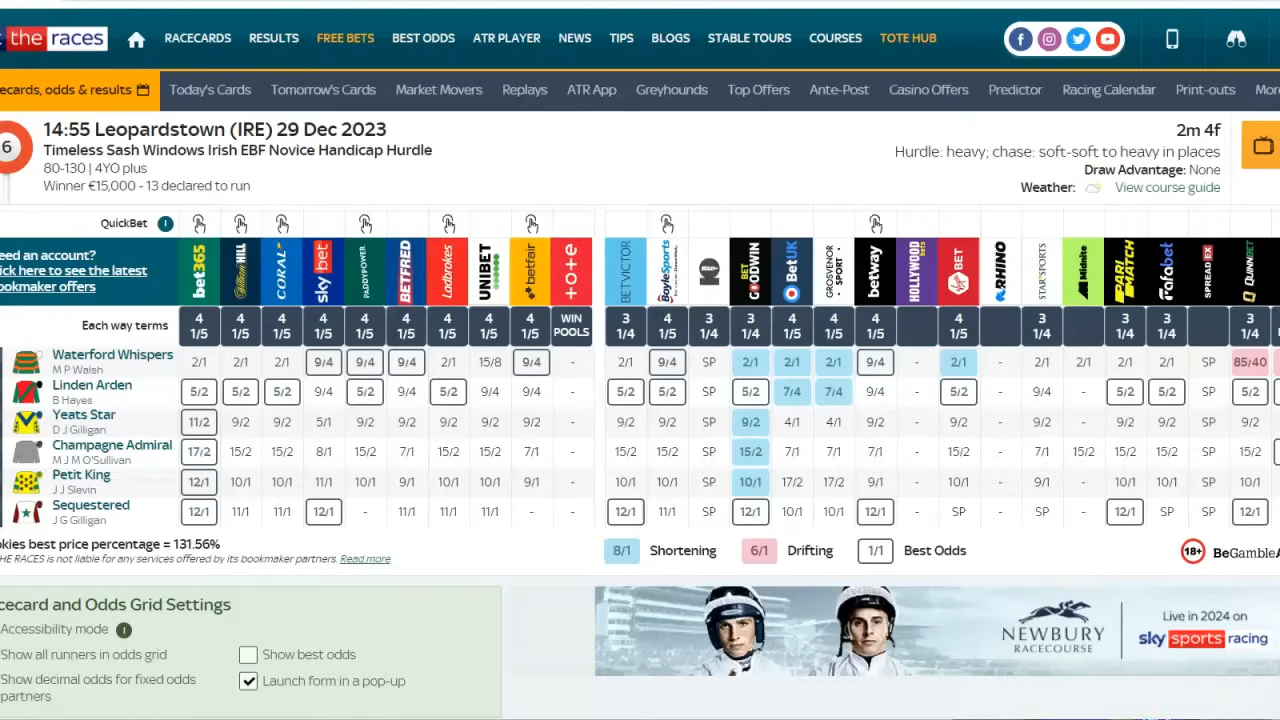 the races
RACECARDS RESULTS FREE BETS BEST ODDS ATR PLAYER NEWS TIPS BLOGS STABLE TOURS COURSES TOTE HUB
ecards, odds & results Today's Cards Tomorrow's Cards Market Movers Replays ATR App Greyhounds Top Offers Ante-Post Casino Offers Predictor Racing Calendar Print-outs Mor
6
14:55 Leopardstown (IRE) 29 Dec 2023
2m 4f
Timeless Sash Windows Irish EBF Novice Handicap Hurdle
Hurdle: heavy; chase: soft-soft to heavy in places
80-130 | 4YO plus
Draw Advantage: None
Winner €15,000 - 13 declared to run
Weather: View course guide
QuickBet
eed an account?
ick here to see the latest
ookmaker offers
bet365 William HILL CORAL sky bet PADDYPOWER BETFRED Ladbrokes UNIBET betfair tote BETVICTOR BoyleSports 10 BET GOODWIN BetUK GROSVENOR SPORT betway HOLLYWOOD bets Virgin BET RHINO STARSPORTS Midnite PARI MATCH Fafabet SPREAD EX QUINNBET
Each way terms 4 1/5 4 1/5 4 1/5 4 1/5 4 1/5 4 1/5 4 1/5 4 1/5 4 1/5 WIN POOLS 3 1/4 4 1/5 3 1/4 3 1/4 4 1/5 4 1/5 4 1/5 4 1/5 3 1/4 3 1/4 3 1/4 3 1/4
Waterford Whispers 2/1 2/1 2/1 9/4 9/4 9/4 2/1 15/8 9/4 - 2/1 9/4 SP 2/1 2/1 2/1 9/4 - 2/1 - 2/1 2/1 2/1 2/1 SP 85/40
M P Walsh
Linden Arden 5/2 5/2 5/2 9/4 5/2 9/4 5/2 9/4 9/4 - 5/2 5/2 SP 5/2 7/4 7/4 9/4 - 5/2 - 9/4 - 5/2 5/2 SP 5/2
B Hayes
Yeats Star 11/2 9/2 9/2 5/1 9/2 9/2 9/2 9/2 9/2 - 9/2 9/2 SP 9/2 4/1 4/1 9/2 - 9/2 - 9/2 - 9/2 9/2 SP 9/2
D J Gilligan
Champagne Admiral 17/2 15/2 15/2 8/1 15/2 7/1 15/2 15/2 7/1 - 15/2 15/2 SP 15/2 7/1 7/1 7/1 - 15/2 - 7/1 15/2 15/2 15/2 SP 15/2
M J M O'Sullivan
Petit King 12/1 10/1 10/1 11/1 10/1 9/1 10/1 10/1 9/1 - 10/1 10/1 SP 10/1 17/2 17/2 9/1 - 10/1 - 9/1 - 10/1 10/1 SP 10/1
J J Slevin
Sequestered 12/1 11/1 11/1 12/1 - 11/1 11/1 11/1 - - 12/1 11/1 SP 12/1 10/1 10/1 12/1 - SP - SP - 12/1 SP SP 12/1
J G Gilligan
okies best price percentage = 131.56%
8/1 Shortening 6/1 Drifting 1/1 Best Odds
18+ BeGambleA
HE RACES is not liable for any services offered by its bookmaker partners. Read more
cecard and Odds Grid Settings
Accessibility mode
Show all runners in odds grid
Show best odds
Show decimal odds for fixed odds
partners
Launch form in a pop-up
NEWBURY
RACECOURSE
Live in 2024 on
sky sports racing